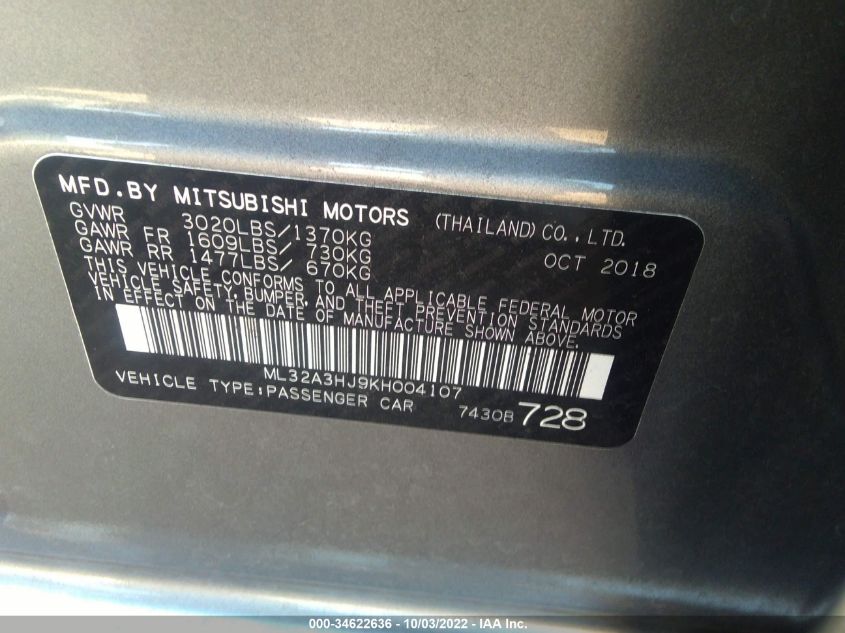 MFD.BY MITSUBISHI MOTORS (THAILAND) CO.,LTD.
GVWR 3020LBS/1370KG OCT 2018
GAWR FR 1609LBS/ 730KG
GAWR RR 1477LBS/ 670KG
THIS VEHICLE CONFORMS TO ALL APPLICABLE FEDERAL MOTOR
VEHICLE SAFETY, BUMPER, AND THEFT PREVENTION STANDARDS
IN EFFECT ON THE DATE OF MANUFACTURE SHOWN ABOVE.
ML32A3HJ9KH004107
VEHICLE TYPE:PASSENGER CAR 7430B 728
000-34622636 - 10/03/2022 - IAA Inc.